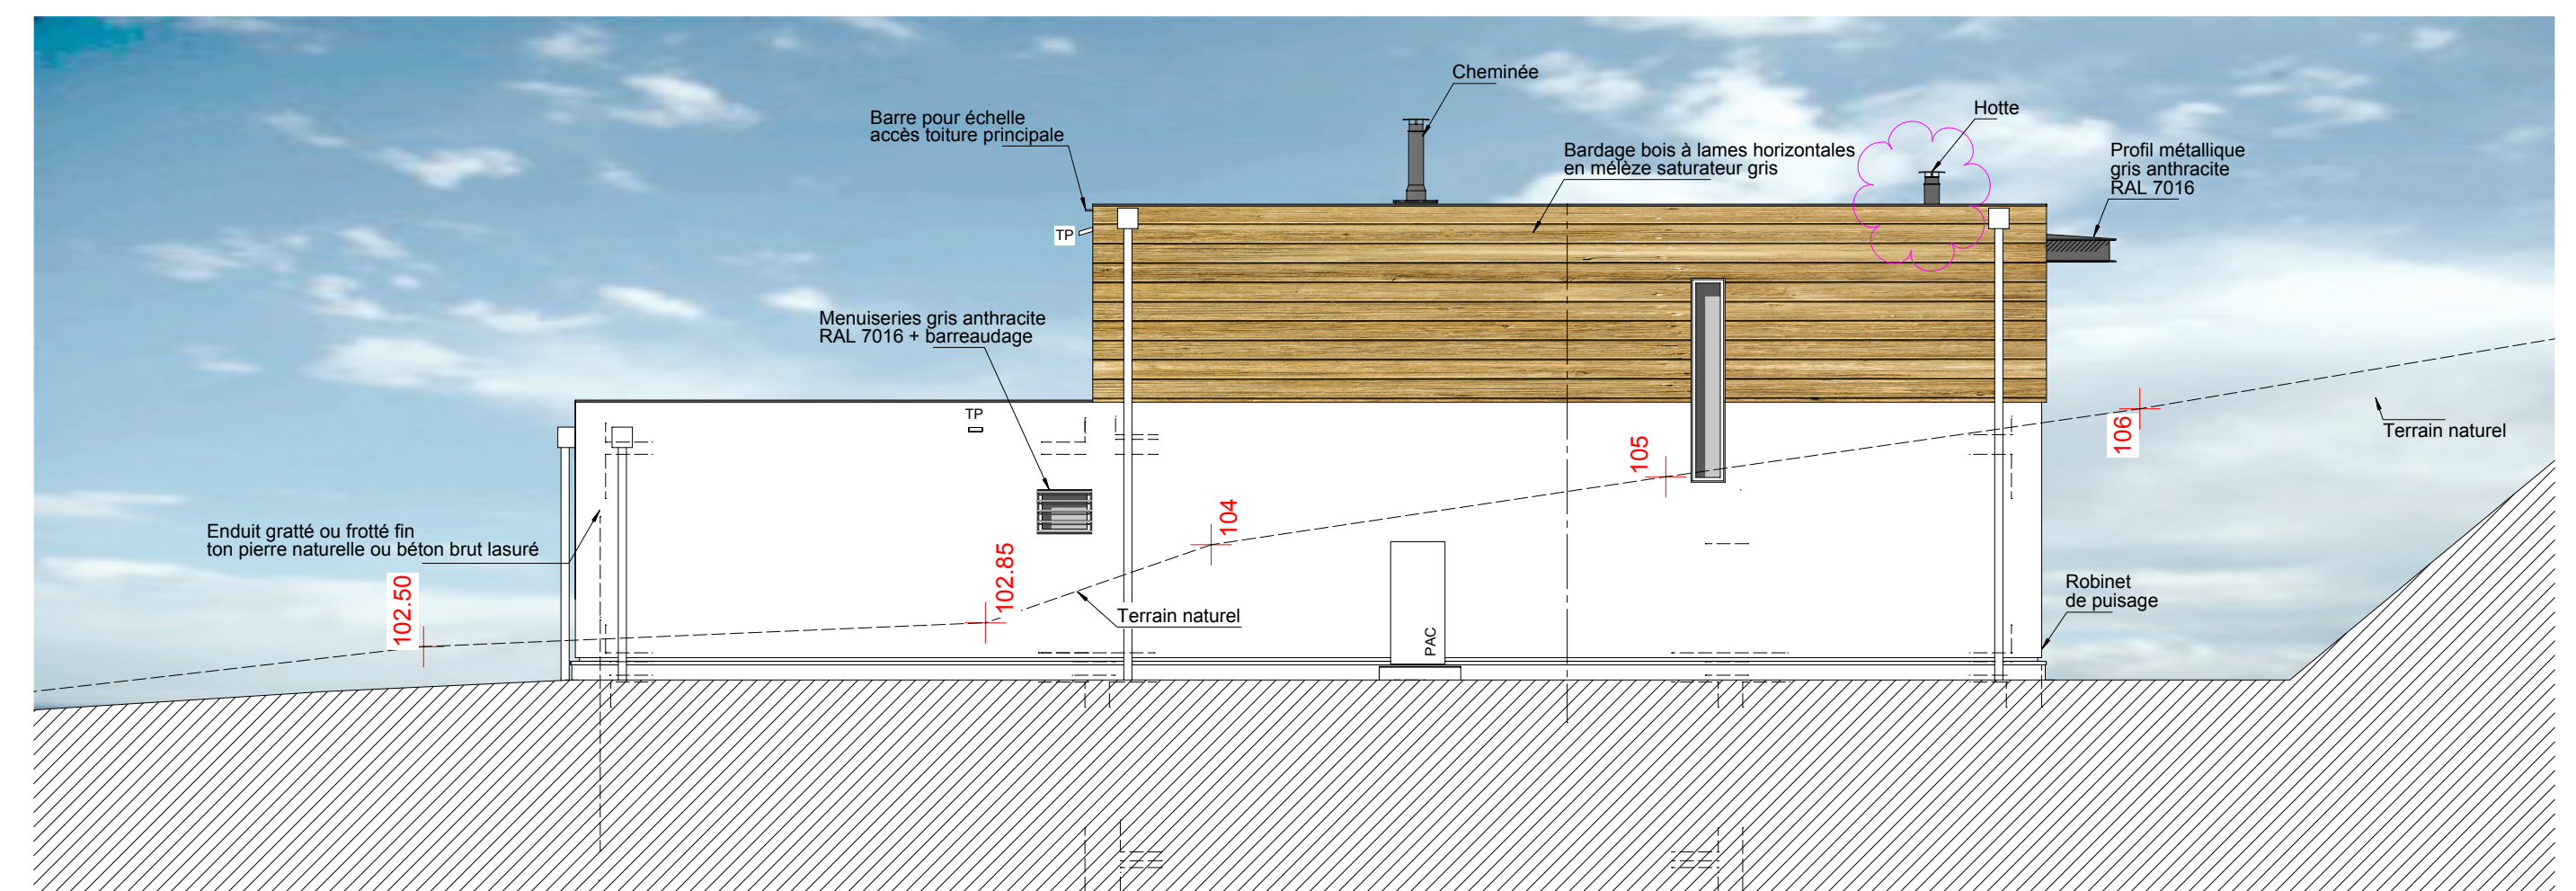 Cheminée
Hotte
Barre pour échelle
accès toiture principale
Bardage bois à lames horizontales
en mélèze saturateur gris
Profil métallique
gris anthracite
RAL 7016
TP
Menuiseries gris anthracite
RAL 7016 + barreaudage
TP
106
Terrain naturel
105
104
Enduit gratté ou frotté fin
ton pierre naturelle ou béton brut lasuré
102.85
102.50
Robinet
de puisage
Terrain naturel
PAC